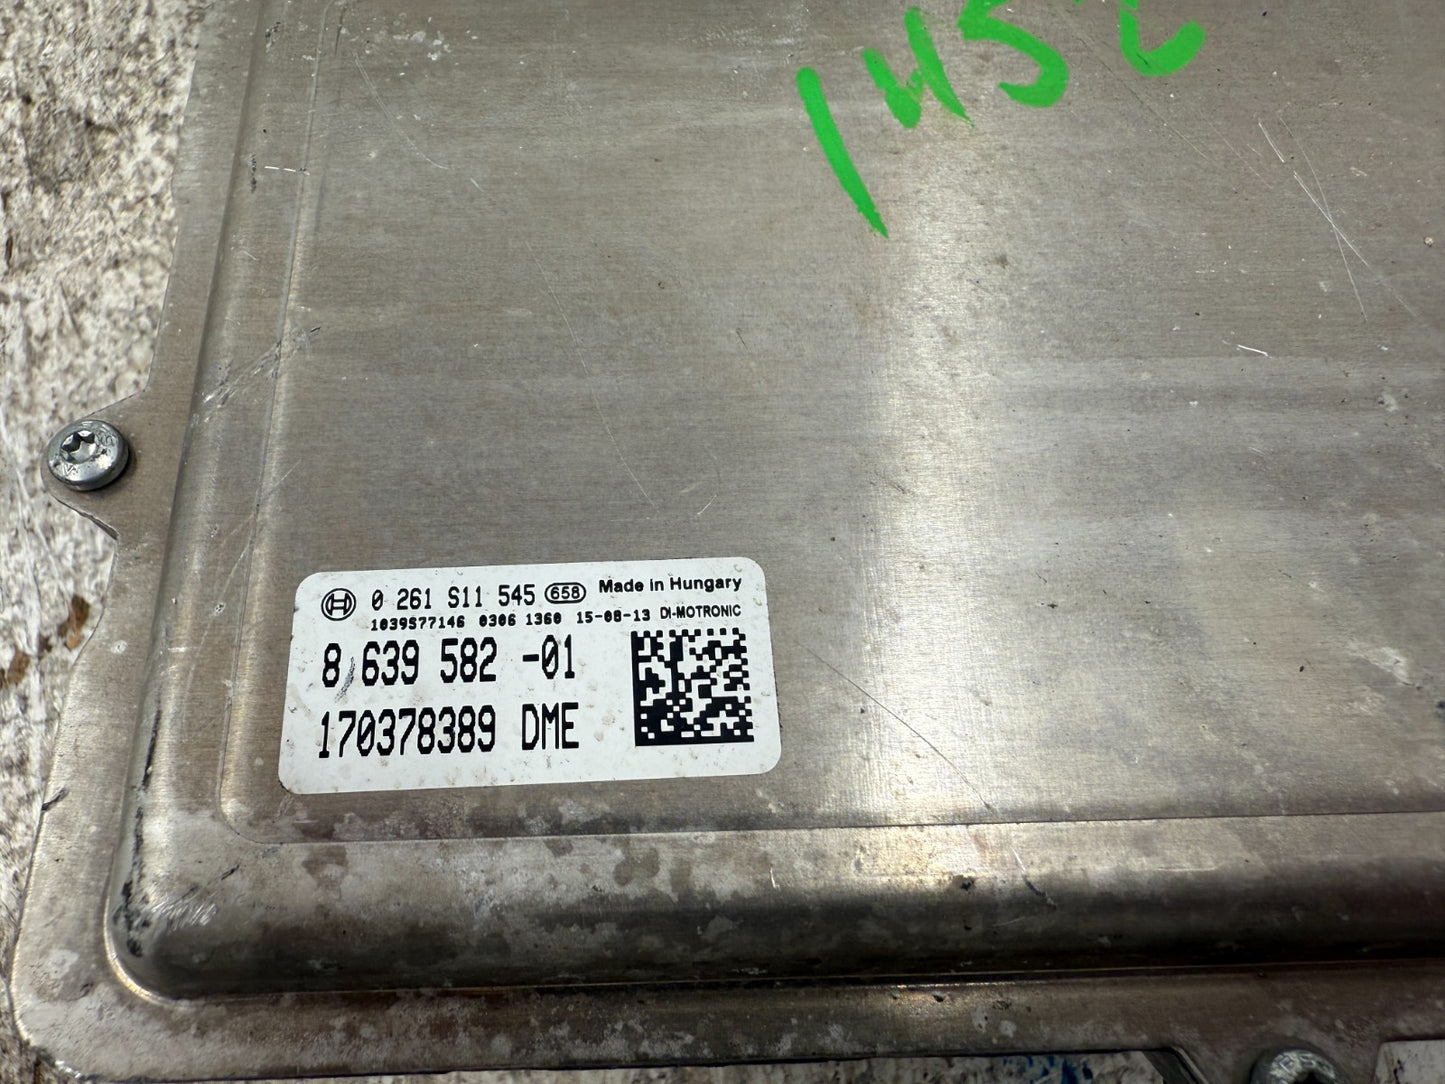 1452
0 261 S11 545 658 Made in Hungary
1039S77146 0306 1360 15-08-13 DI-MOTRONIC
8 639 582 -01
170378389 DME